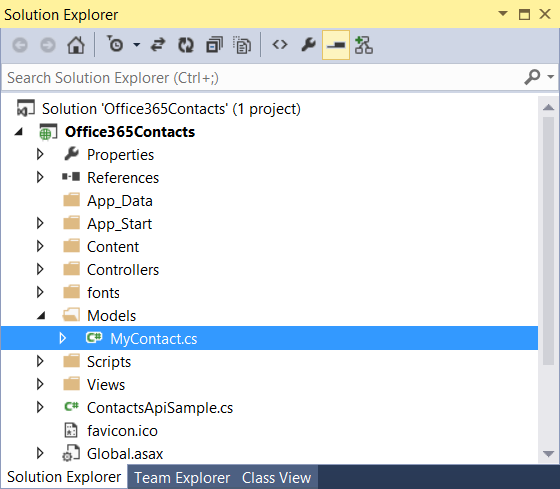 Solution Explorer
Search Solution Explorer (Ctrl+;)
Solution 'Office365Contacts' (1 project)
Office365Contacts
Properties
References
App_Data
App_Start
Content
Controllers
fonts
Models
C# MyContact.cs
Scripts
Views
C# ContactsApiSample.cs
favicon.ico
Global.asax
Solution Explorer Team Explorer Class View